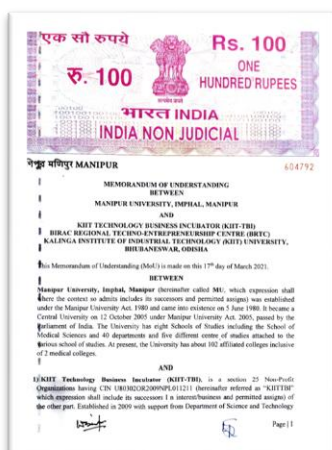 एक सौ रुपये
Rs. 100
रु. 100
ONE
HUNDRED RUPEES
सत्यमेव जयते
भारत INDIA
INDIA NON JUDICIAL
मणिपुर MANIPUR
604792
MEMORANDUM OF UNDERSTANDING
BETWEEN
MANIPUR UNIVERSITY, IMPHAL, MANIPUR
AND
KIIT TECHNOLOGY BUSINESS INCUBATOR (KIIT-TBI)
BIRAC REGIONAL TECHNO-ENTREPRENEURSHIP CENTRE (BRTC)
KALINGA INSTITUTE OF INDUSTRIAL TECHNOLOGY (KIIT) UNIVERSITY,
BHUBANESWAR, ODISHA
This Memorandum of Understanding (MoU) is made on this 17th day of March 2021.
BETWEEN
Manipur University, Imphal, Manipur (hereinafter called MU, which expression shall
where the context so admits includes its successors and permitted assigns) was established
under the Manipur University Act. 1980 and came into existence on 5 June 1980. It became a
Central University on 12 October 2005 under Manipur University Act. 2005, passed by the
Parliament of India. The University has eight Schools of Studies including the School of
Medical Sciences and 40 departments and five different centre of studies attached to the
various school of studies. At present, the University has about 102 affiliated colleges inclusive
of 2 medical colleges.
AND
1) KIIT Technology Business Incubator (KIIT-TBI), is a section 25 Non-Profit
Organizations having CIN U80302OR2009NPL011211 (hereinafter referred as "KIITTBI"
which expression shall include its successors I n interest/business and permitted assigns) of
the other part. Established in 2009 with support from Department of Science and Technology
Page | 1